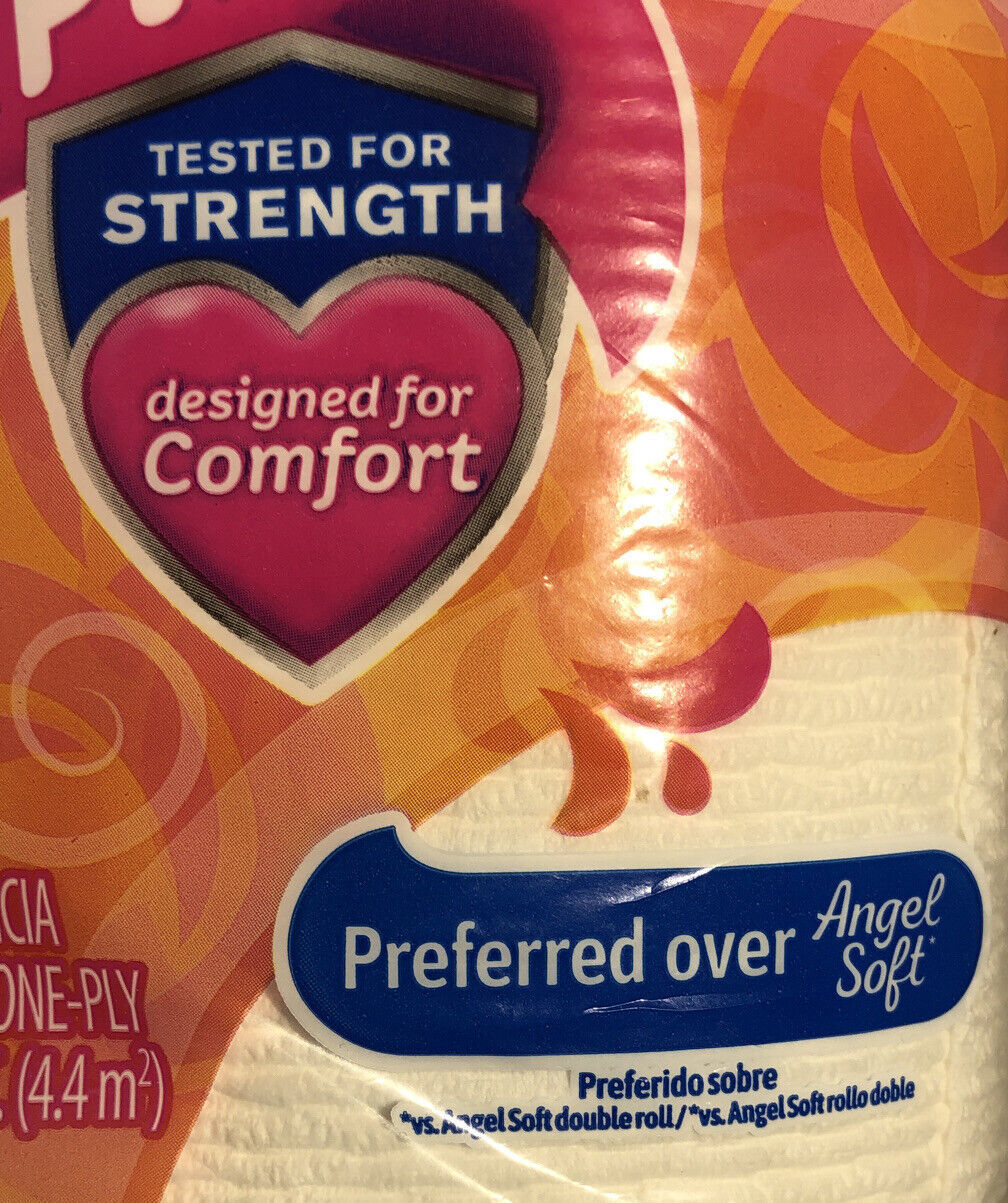 TESTED FOR
STRENGTH
designed for
Comfort
ONE-PLY
(4.4 m²)
Preferred over Angel
Soft*
Preferido sobre
*vs. Angel Soft double roll/*vs. Angel Soft rollo doble